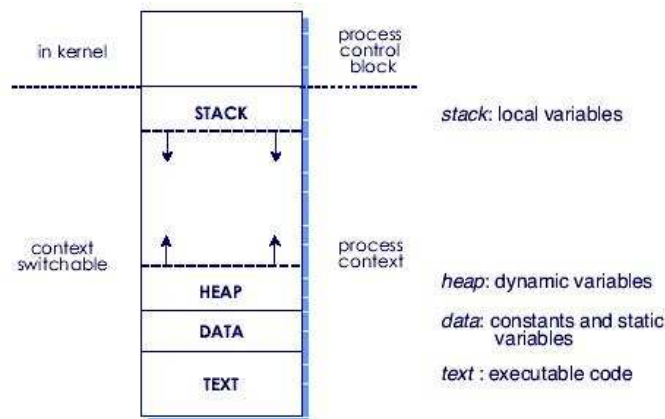 in kernel
process
control
block
STACK
stack: local variables
context
switchable
process
context
HEAP
heap: dynamic variables
DATA
data: constants and static
variables
TEXT
text : executable code